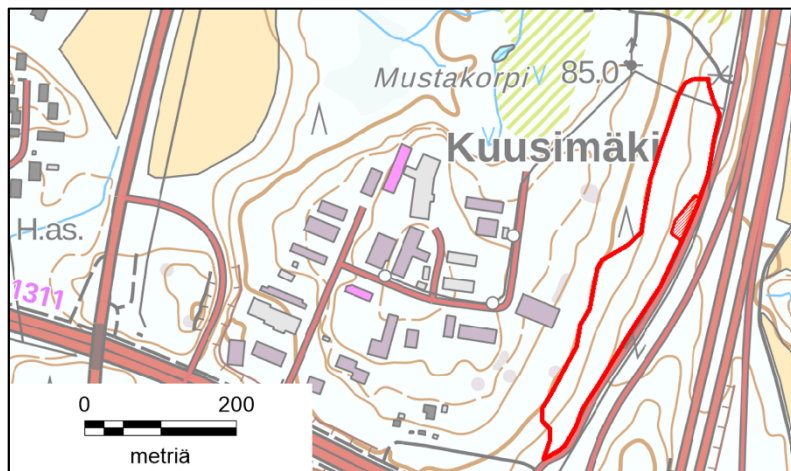 Mustakorpi
85.0
Kuusimäki
H.as.
1311
0 200
metriä